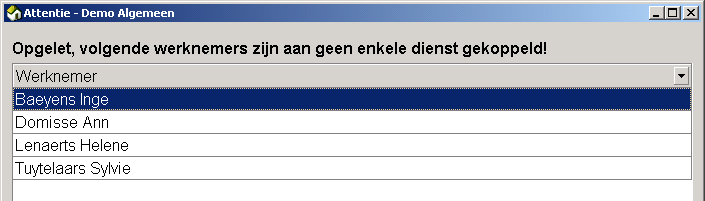 Attentie - Demo Algemeen
Opgelet, volgende werknemers zijn aan geen enkele dienst gekoppeld!
Werknemer
Baeyens Inge
Domisse Ann
Lenaerts Helene
Tuytelaars Sylvie